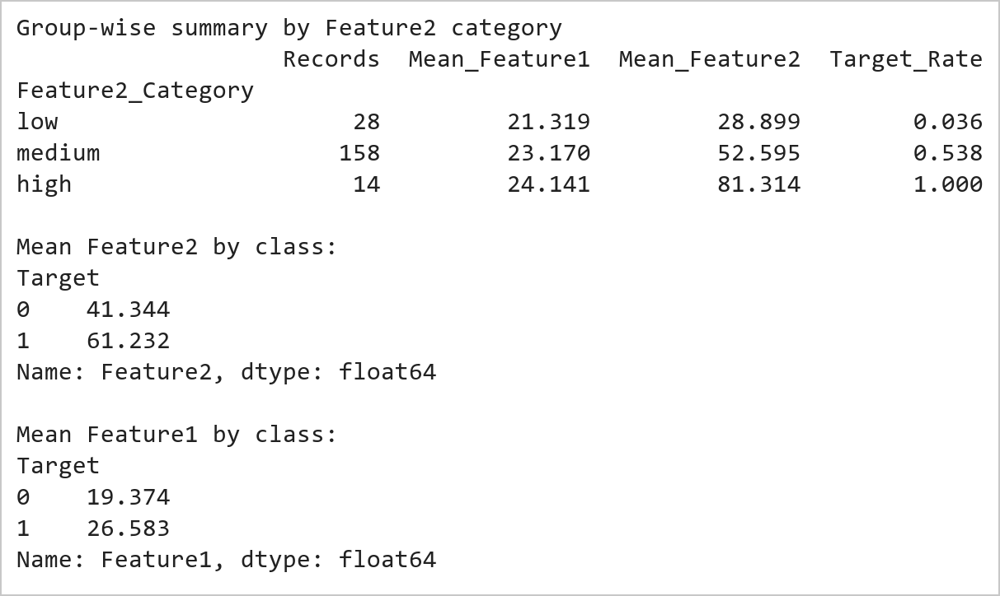 Group-wise summary by Feature2 category
                   Records  Mean_Feature1  Mean_Feature2  Target_Rate
Feature2_Category
low                     28         21.319         28.899        0.036
medium                 158         23.170         52.595        0.538
high                    14         24.141         81.314        1.000

Mean Feature2 by class:
Target
0    41.344
1    61.232
Name: Feature2, dtype: float64

Mean Feature1 by class:
Target
0    19.374
1    26.583
Name: Feature1, dtype: float64